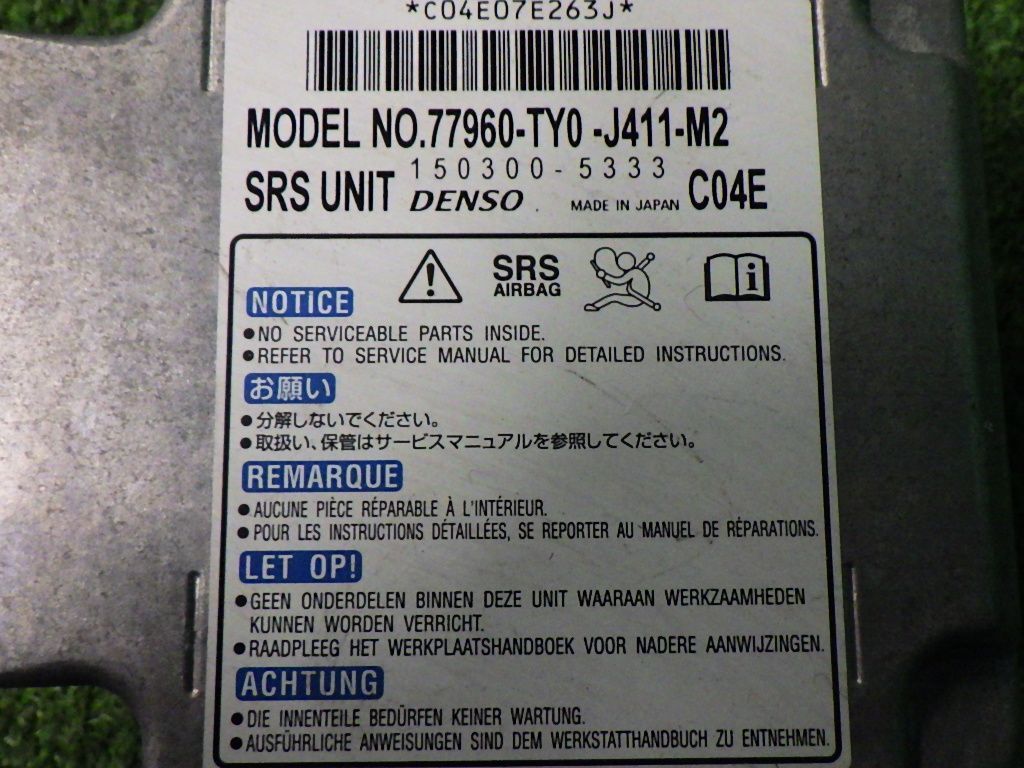 *C04E07E263J*
MODEL NO.77960-TY0 -J411-M2
150300-5333
SRS UNIT DENSO . MADE IN JAPAN C04E
SRS
AIRBAG
i
NOTICE
●NO SERVICEABLE PARTS INSIDE.
●REFER TO SERVICE MANUAL FOR DETAILED INSTRUCTIONS.
お願い
●分解しないでください。
●取扱い、保管はサービスマニュアルを参照してください。
REMARQUE
●AUCUNE PIÈCE RÉPARABLE À L'INTÉRIEUR.
●POUR LES INSTRUCTIONS DÉTAILLÉES, SE REPORTER AU MANUEL DE RÉPARATIONS.
LET OP!
●GEEN ONDERDELEN BINNEN DEZE UNIT WAARAAN WERKZAAMHEDEN
KUNNEN WORDEN VERRICHT.
●RAADPLEEG HET WERKPLAATSHANDBOEK VOOR NADERE AANWIJZINGEN.
ACHTUNG
●DIE INNENTEILE BEDÜRFEN KEINER WARTUNG.
●AUSFÜHRLICHE ANWEISUNGEN SIND DEM WERKSTATTHANDBUCH ZU ENTNEHMEN.